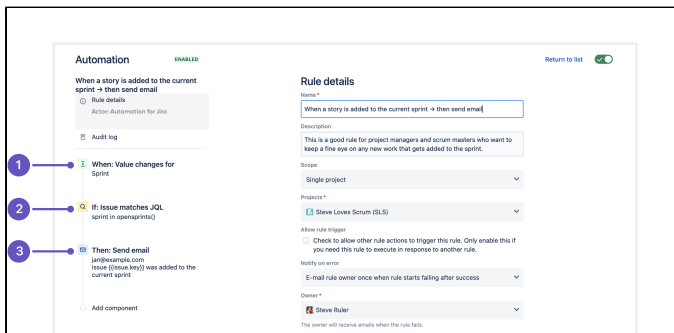 Automation
ENABLED
Return to list
When a story is added to the current
sprint → then send email
Rule details
Actor: Automation for Jira
Audit log
1
When: Value changes for
Sprint
2
If: Issue matches JQL
sprint in opensprints()
3
Then: Send email
jan@example.com
Issue {{issue.key}} was added to the
current sprint
Add component
Rule details
Name *
When a story is added to the current sprint → then send email
Description
This is a good rule for project managers and scrum masters who want to
keep a fine eye on any new work that gets added to the sprint.
Scope
Single project
Projects *
Steve Loves Scrum (SLS)
Allow rule trigger
Check to allow other rule actions to trigger this rule. Only enable this if
you need this rule to execute in response to another rule.
Notify on error
E-mail rule owner once when rule starts failing after success
Owner *
Steve Ruler
The owner will receive emails when the rule fails.